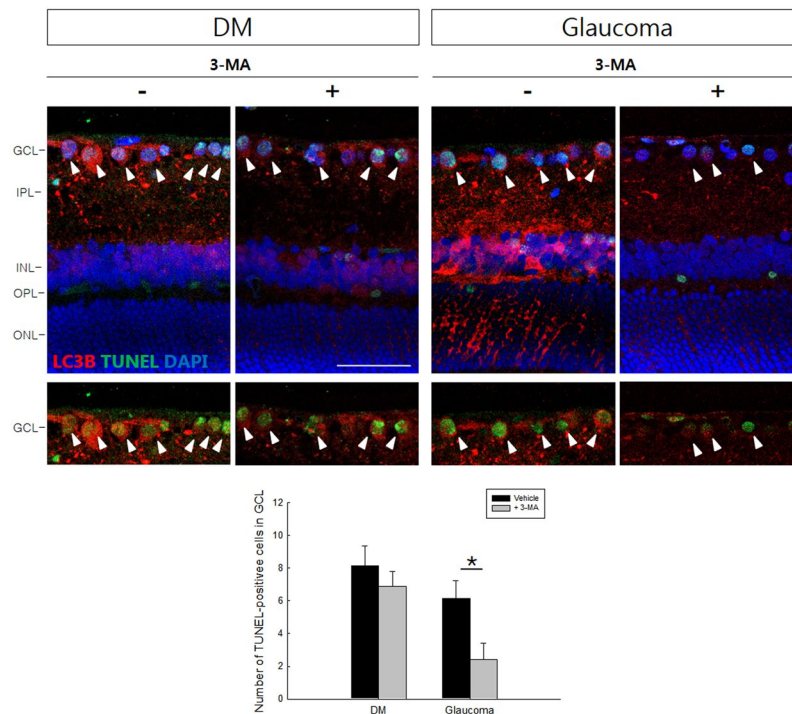 DM Glaucoma
3-MA 3-MA
- + - +
GCL-
IPL-
INL-
OPL-
ONL-
LC3B TUNEL DAPI
GCL-
Number of TUNEL-positivee cells in GCL
12
10
8
6
4
2
0
Vehicle
+ 3-MA
*
DM Glaucoma